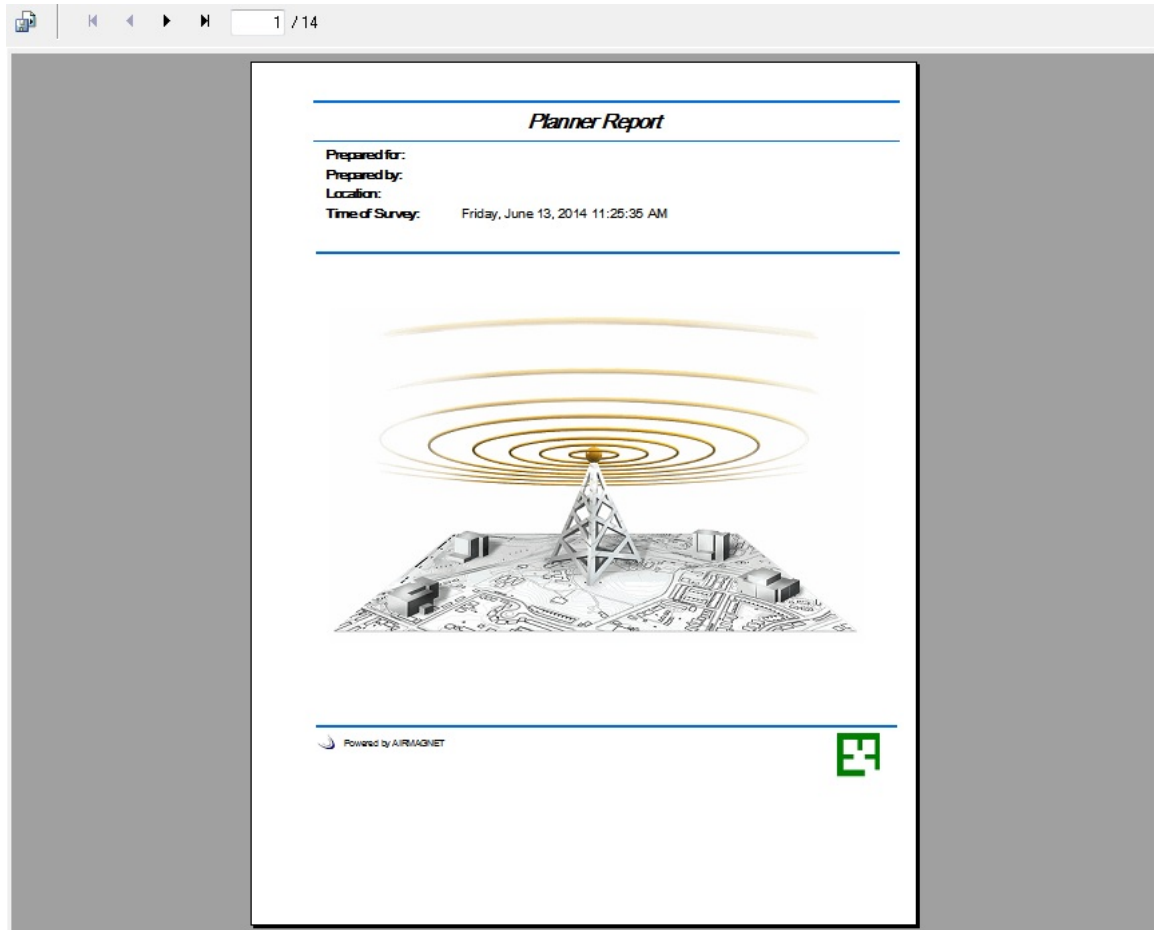 1 / 14
Planner Report
Prepared for:
Prepared by:
Location:
Time of Survey: Friday, June 13, 2014 11:25:35 AM
Powered by AIRMAGNET